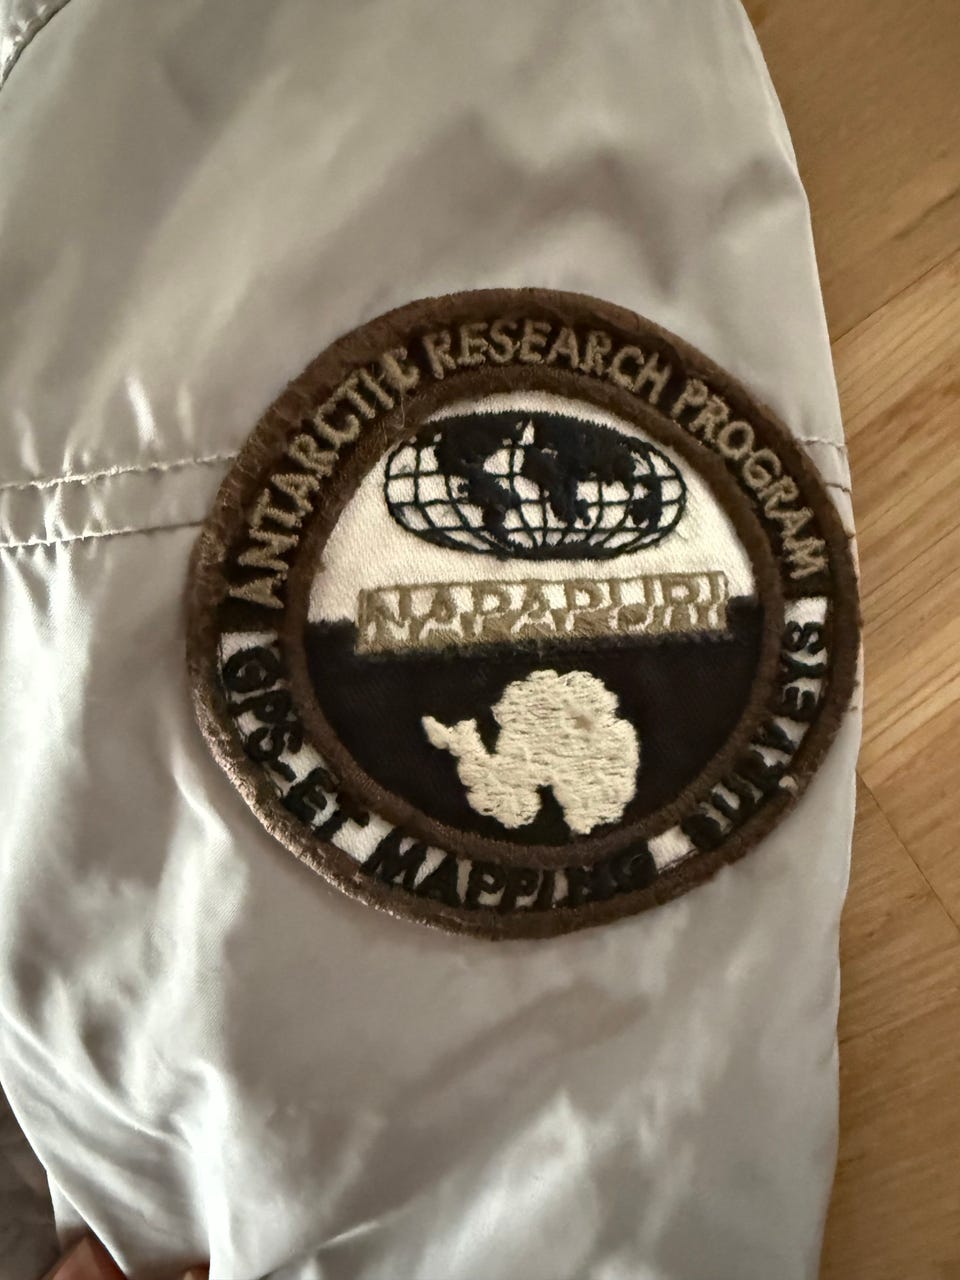 ANTARCTIC RESEARCH PROGRAM
NAPAPIJRI
GPS-ET MAPPING SURVEYS